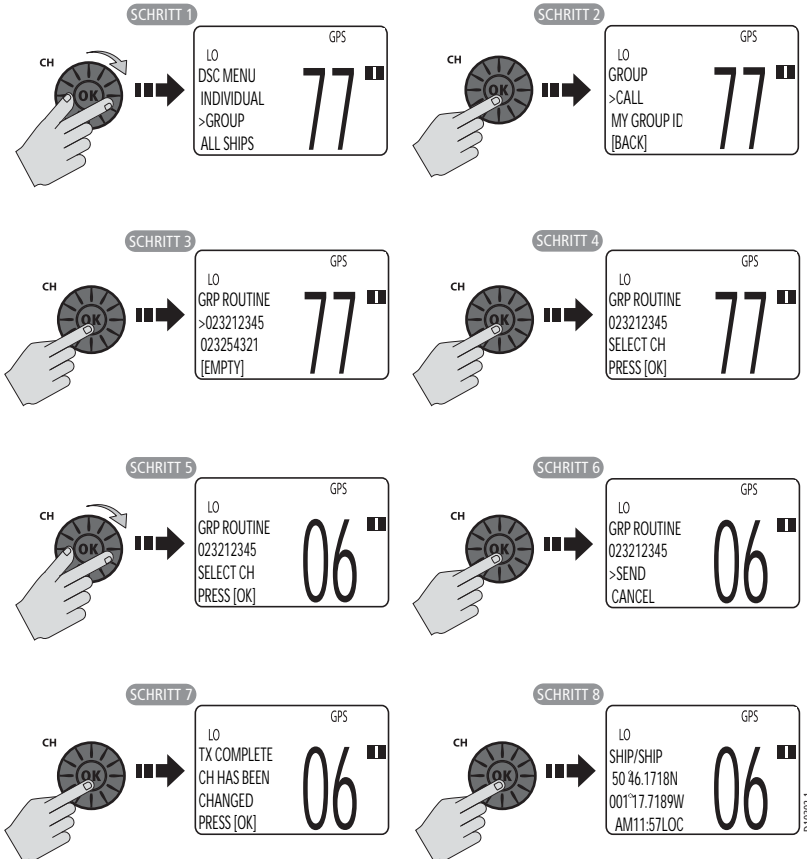 SCHRITT 1
CH
OK
GPS
LO
DSC MENU
INDIVIDUAL
>GROUP
ALL SHIPS
77
SCHRITT 2
CH
OK
GPS
LO
GROUP
>CALL
MY GROUP ID
[BACK]
77
SCHRITT 3
CH
OK
GPS
LO
GRP ROUTINE
>023212345
023254321
[EMPTY]
77
SCHRITT 4
CH
OK
GPS
LO
GRP ROUTINE
023212345
SELECT CH
PRESS [OK]
77
SCHRITT 5
CH
OK
GPS
LO
GRP ROUTINE
023212345
SELECT CH
PRESS [OK]
06
SCHRITT 6
CH
OK
GPS
LO
GRP ROUTINE
023212345
>SEND
CANCEL
06
SCHRITT 7
CH
OK
GPS
LO
TX COMPLETE
CH HAS BEEN
CHANGED
PRESS [OK]
06
SCHRITT 8
CH
OK
GPS
LO
SHIP/SHIP
50°46.1718N
001°17.7189W
AM11:57LOC
06